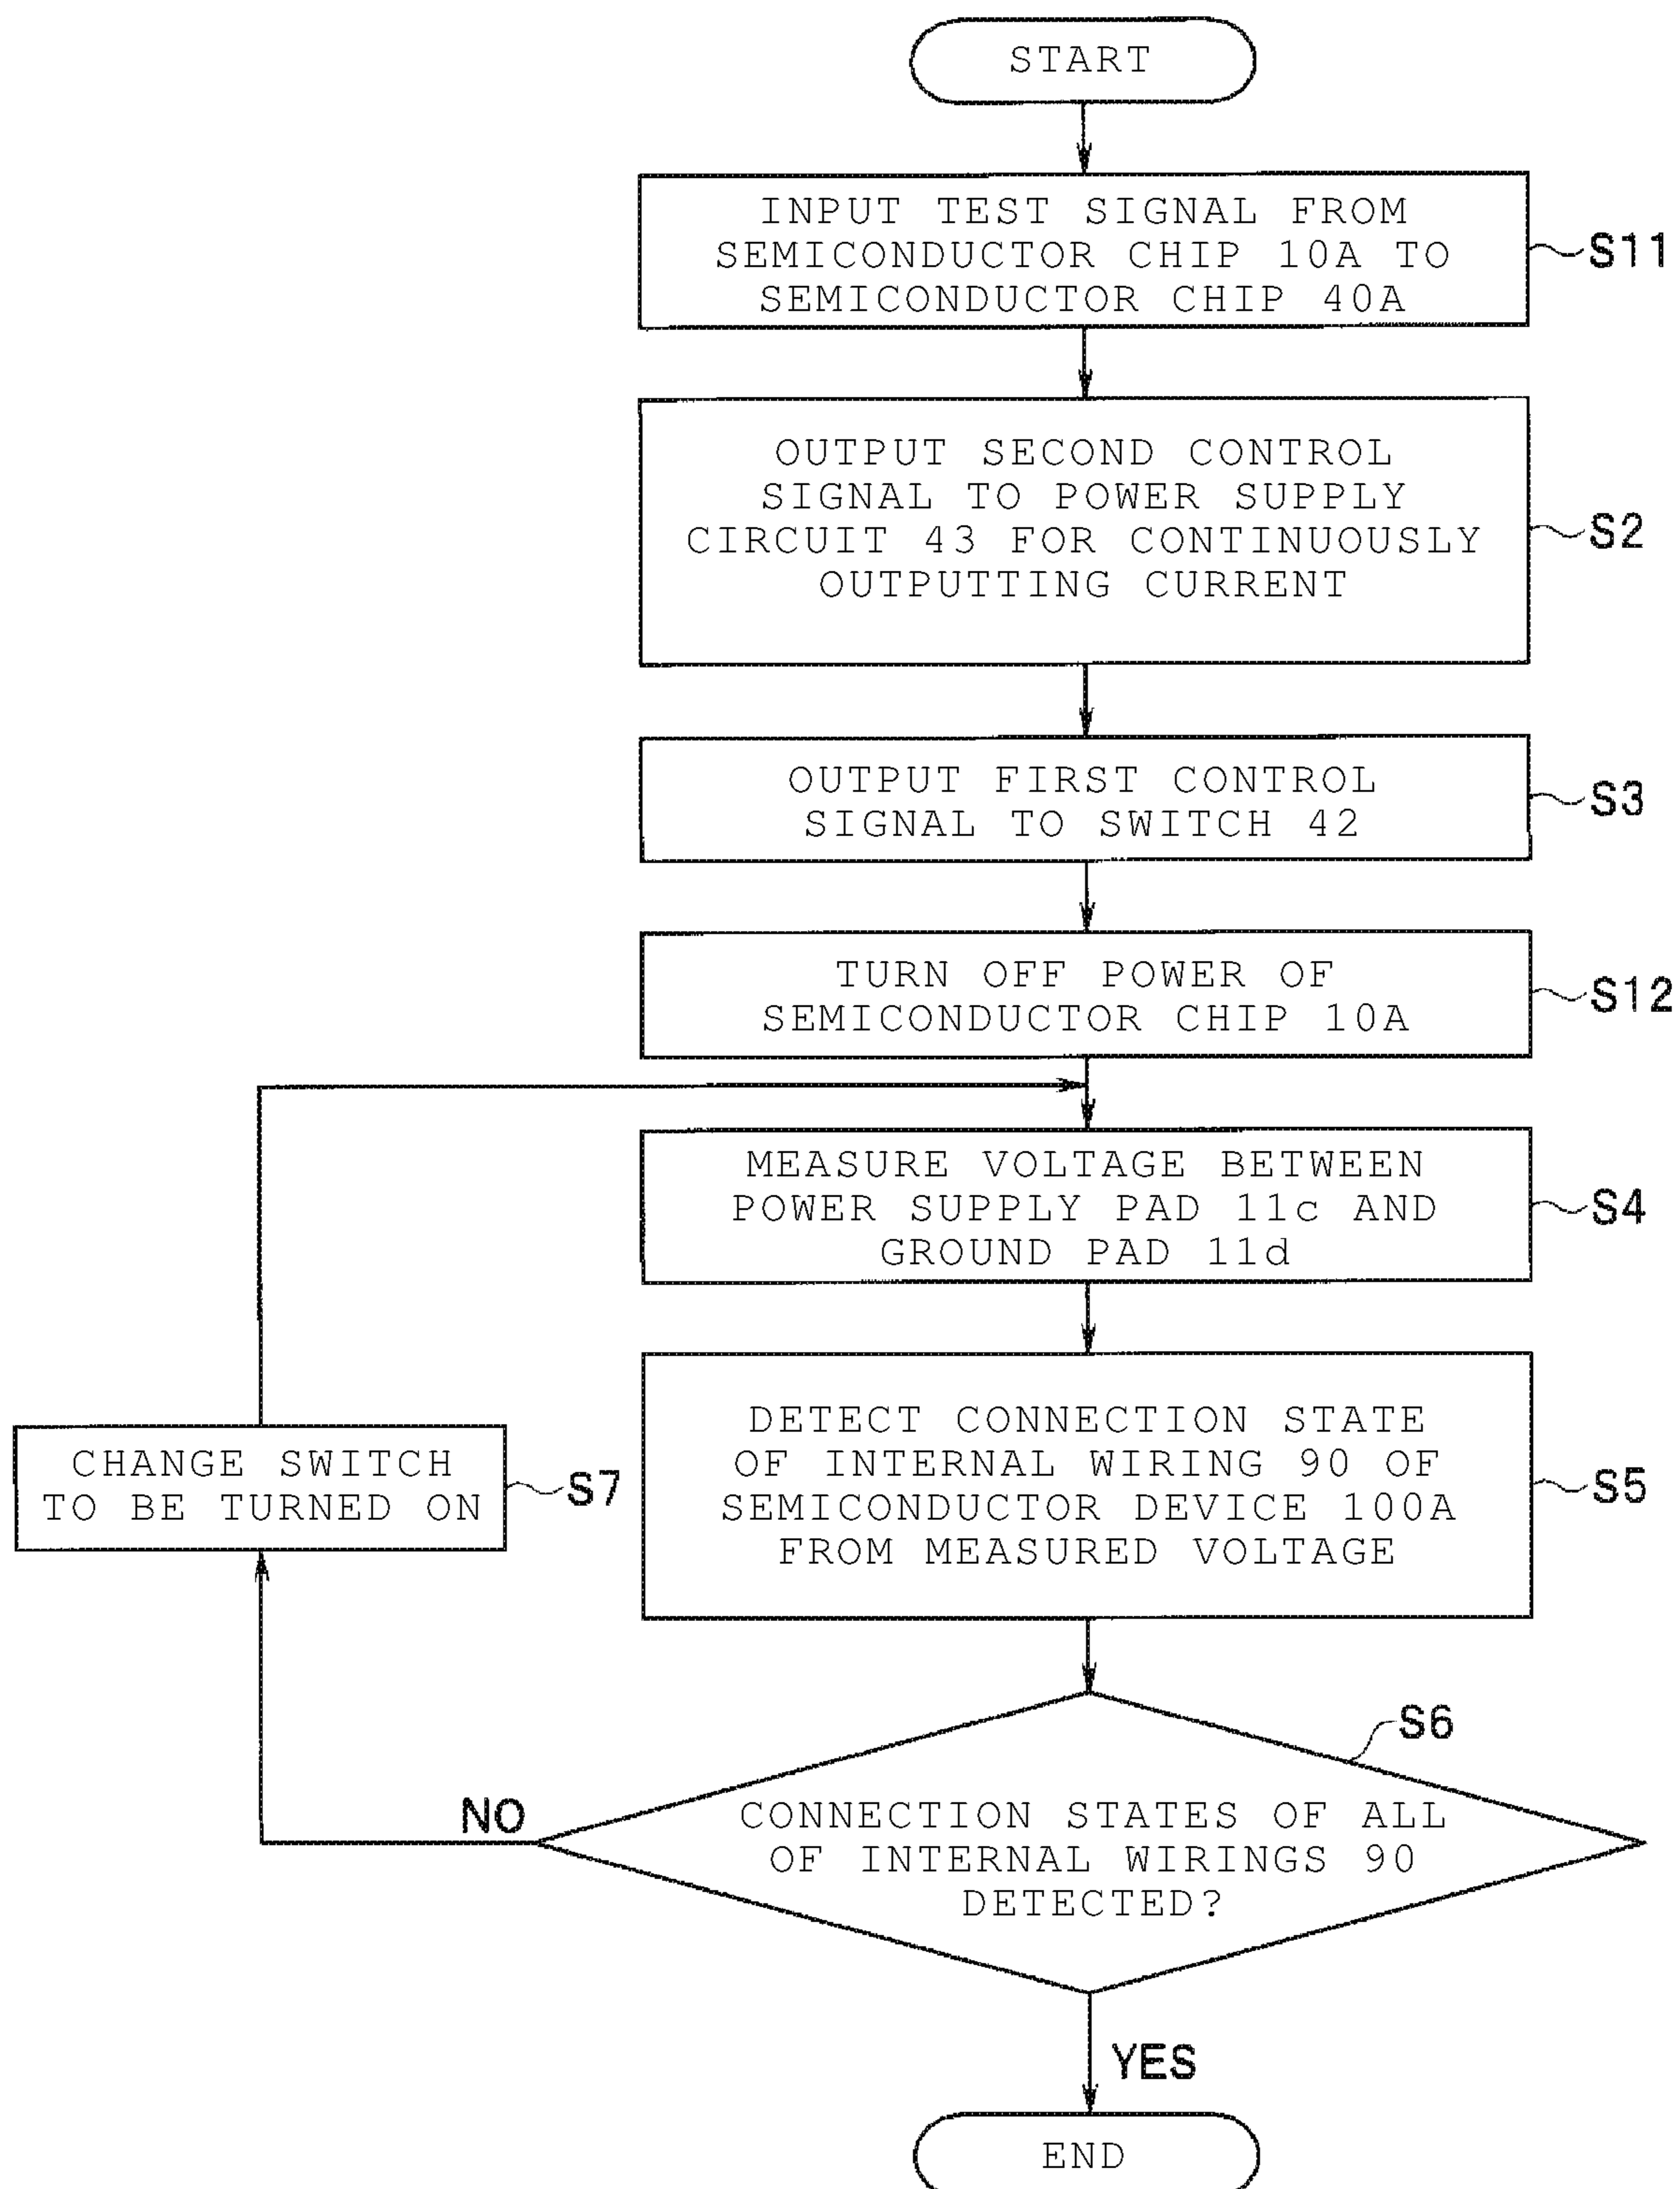 START
INPUT TEST SIGNAL FROM
SEMICONDUCTOR CHIP 10A TO
SEMICONDUCTOR CHIP 40A
S11
OUTPUT SECOND CONTROL
SIGNAL TO POWER SUPPLY
CIRCUIT 43 FOR CONTINUOUSLY
OUTPUTTING CURRENT
S2
OUTPUT FIRST CONTROL
SIGNAL TO SWITCH 42
S3
TURN OFF POWER OF
SEMICONDUCTOR CHIP 10A
S12
MEASURE VOLTAGE BETWEEN
POWER SUPPLY PAD 11c AND
GROUND PAD 11d
S4
DETECT CONNECTION STATE
OF INTERNAL WIRING 90 OF
SEMICONDUCTOR DEVICE 100A
FROM MEASURED VOLTAGE
S5
CHANGE SWITCH
TO BE TURNED ON
S7
S6
CONNECTION STATES OF ALL
OF INTERNAL WIRINGS 90
DETECTED?
NO
YES
END